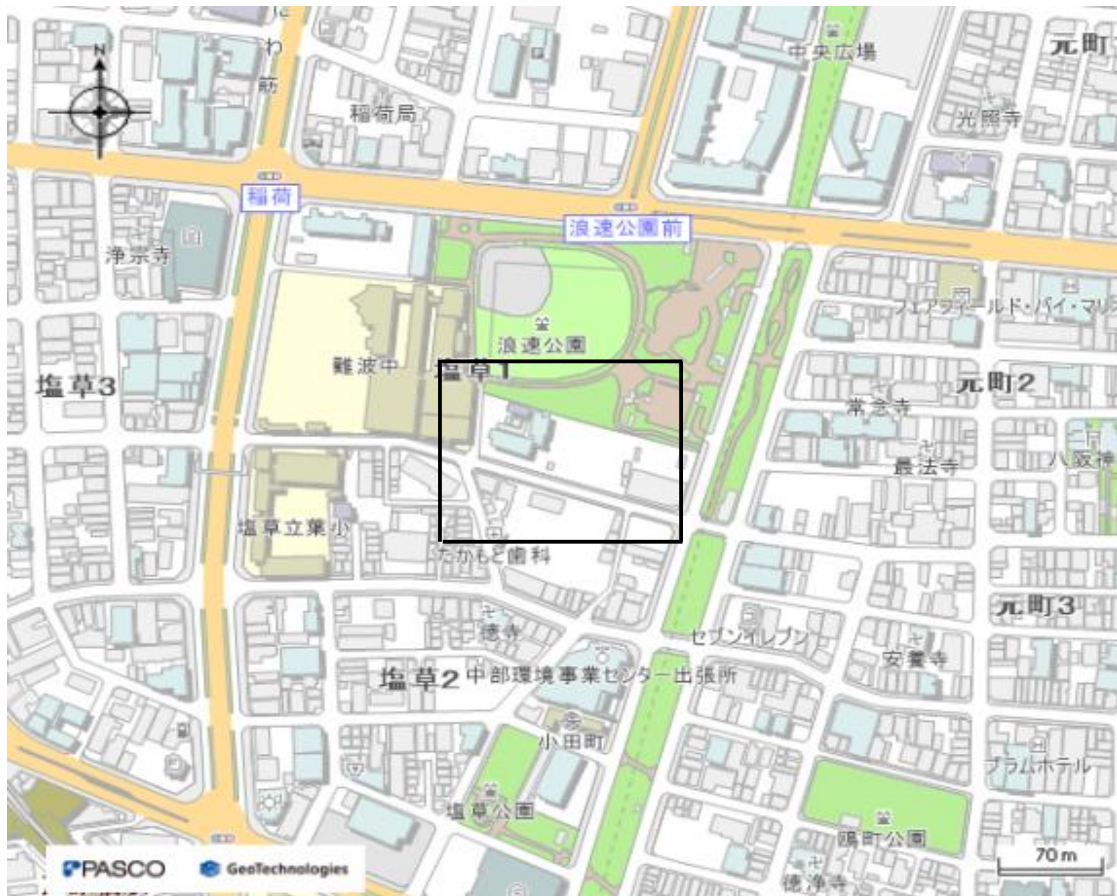 元町1
中央広場
なにわ筋
N
稲荷局
光照寺
稲荷
浪速公園前
浄宗寺
フェアフィールド・バイ・マリ
浪速公園
難波中
塩草1
塩草3
元町2
常念寺
最法寺
八阪神
塩草立葉小
たかもと歯科
元町3
徳寺
セブンイレブン
安養寺
塩草2
中部環境事業センター出張所
小田町
プラムホテル
塩草公園
鴎町公園
PASCO
GeoTechnologies
70 m
徳浄寺